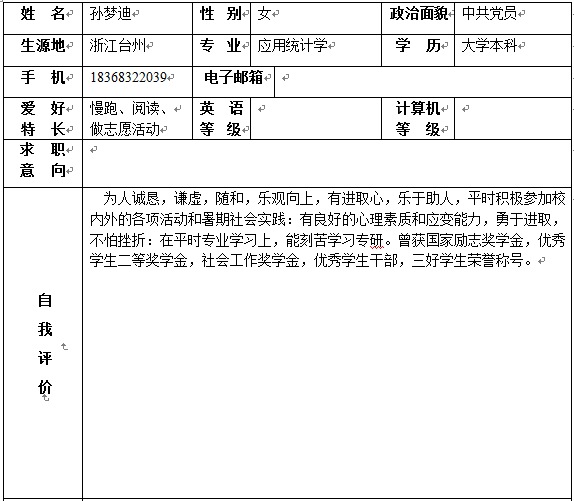 姓 名 孙梦迪 性 别 女 政治面貌 中共党员
生源地 浙江台州 专 业 应用统计学 学 历 大学本科
手 机 18368322039 电子邮箱
爱 好 慢跑、阅读、 英 语 计算机
特 长 做志愿活动 等 级 等 级
求 职
意 向
为人诚恳，谦虚，随和，乐观向上，有进取心，乐于助人，平时积极参加校
内外的各项活动和暑期社会实践：有良好的心理素质和应变能力，勇于进取，
不怕挫折：在平时专业学习上，能刻苦学习专研。曾获国家励志奖学金，优秀
学生二等奖学金，社会工作奖学金，优秀学生干部，三好学生荣誉称号。
自
我
评
价